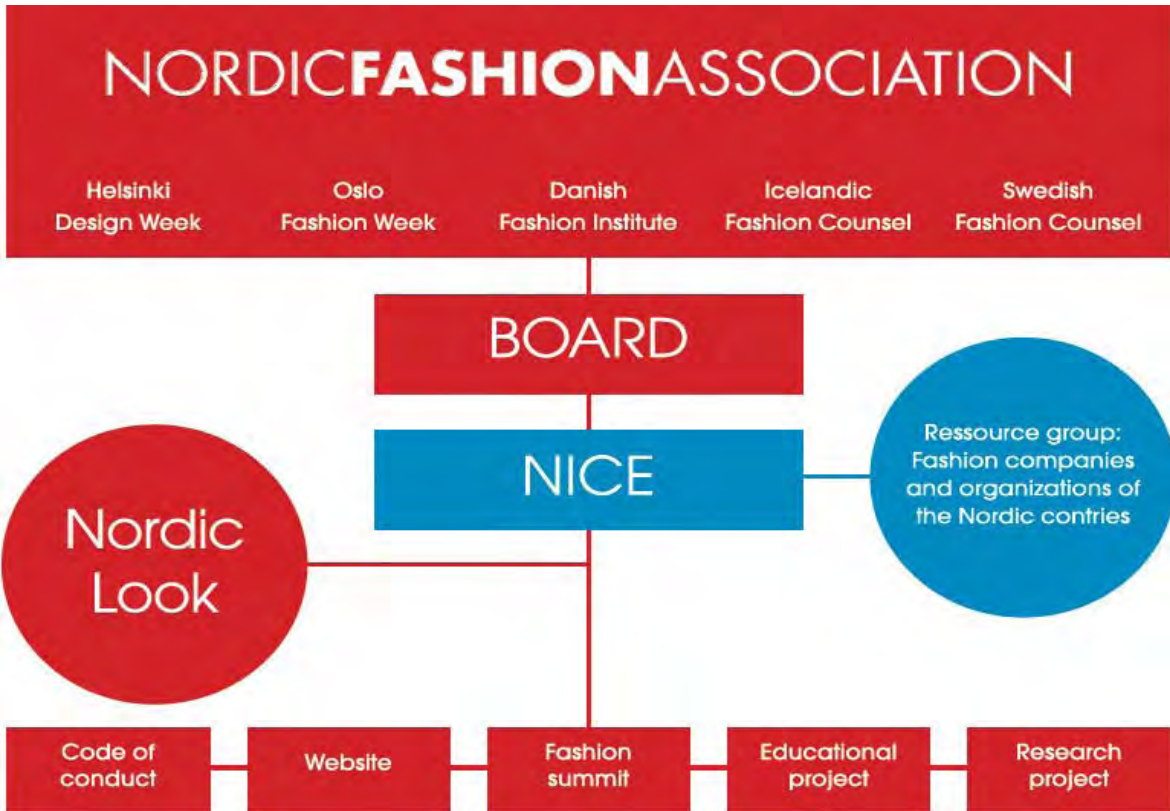 NORDICFASHIONASSOCIATION
Helsinki
Design Week
Oslo
Fashion Week
Danish
Fashion Institute
Icelandic
Fashion Counsel
Swedish
Fashion Counsel
BOARD
NICE
Ressource group:
Fashion companies
and organizations of
the Nordic contries
Nordic
Look
Code of
conduct
Website
Fashion
summit
Educational
project
Research
project